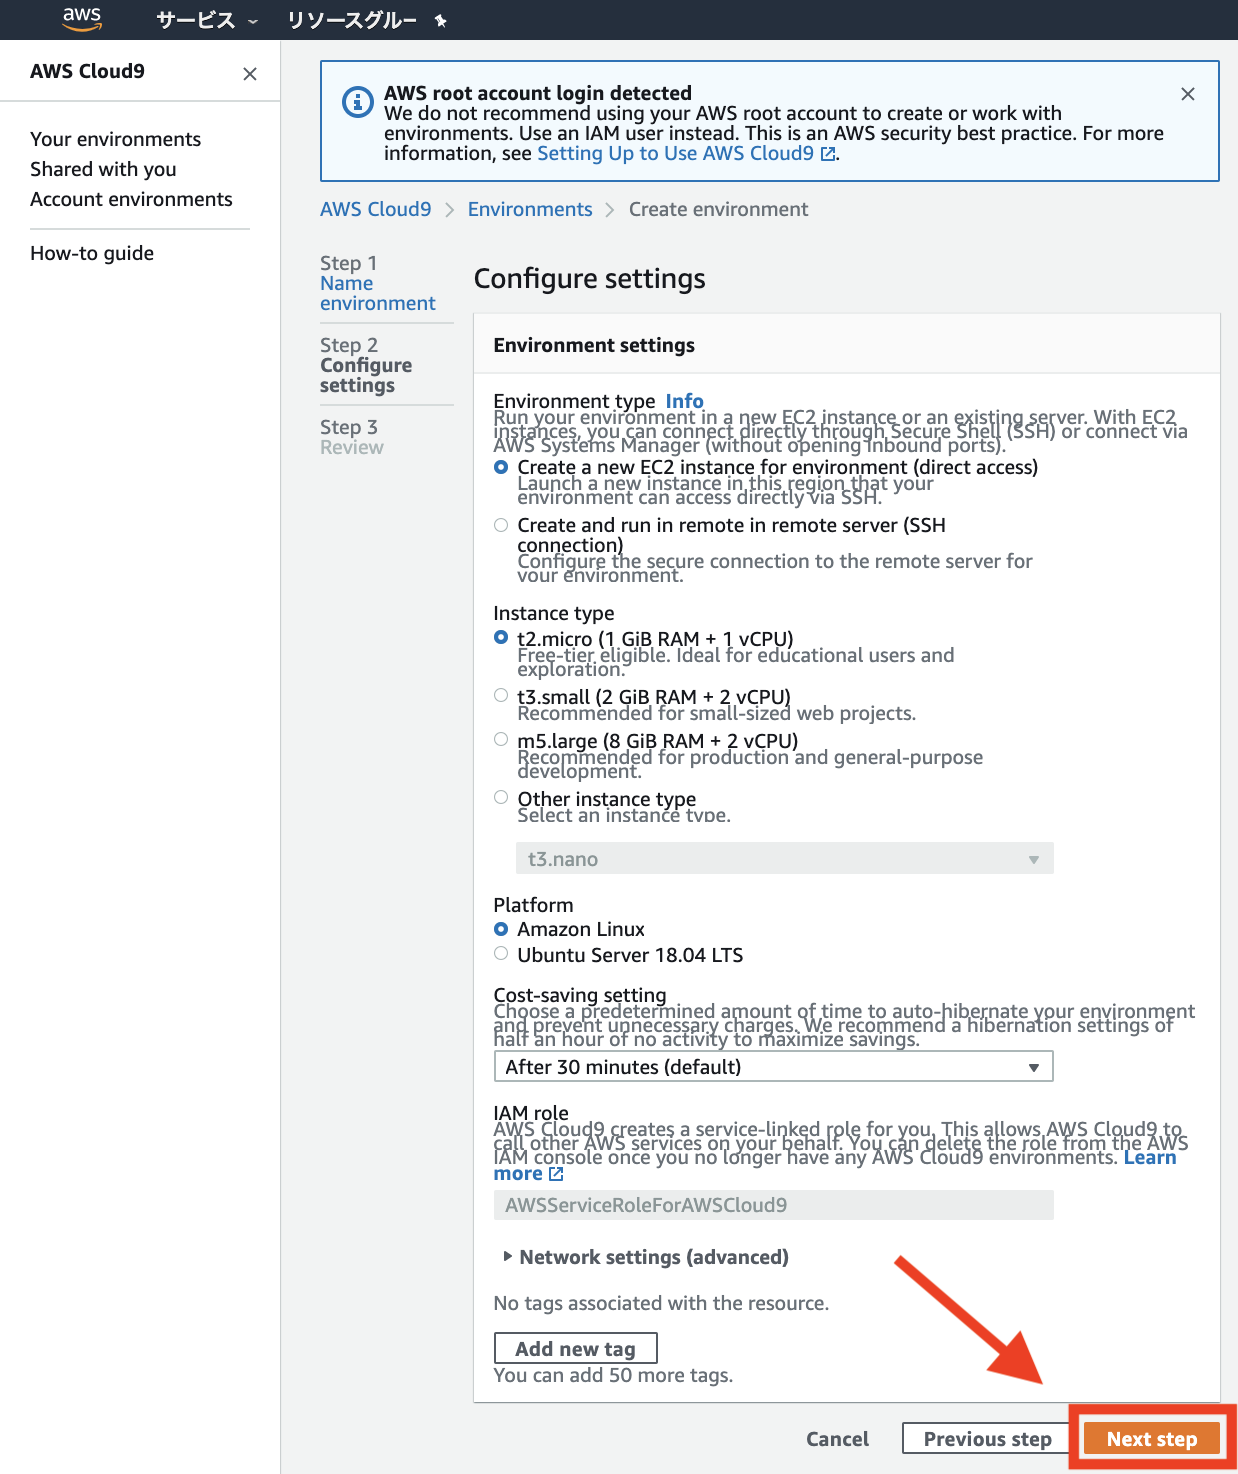 aws サービス リソースグルー
AWS Cloud9
Your environments
Shared with you
Account environments
How-to guide
AWS root account login detected
We do not recommend using your AWS root account to create or work with
environments. Use an IAM user instead. This is an AWS security best practice. For more
information, see Setting Up to Use AWS Cloud9.
AWS Cloud9 > Environments > Create environment
Step 1
Name
environment
Step 2
Configure
settings
Step 3
Review
Configure settings
Environment settings
Environment type Info
Run your environment in a new EC2 instance or an existing server. With EC2
instances, you can connect directly through Secure Shell (SSH) or connect via
AWS Systems Manager (without opening inbound ports).
Create a new EC2 instance for environment (direct access)
Launch a new instance in this region that your
environment can access directly via SSH.
Create and run in remote in remote server (SSH
connection)
Configure the secure connection to the remote server for
your environment.
Instance type
t2.micro (1 GiB RAM + 1 vCPU)
Free-tier eligible. Ideal for educational users and
exploration.
t3.small (2 GiB RAM + 2 vCPU)
Recommended for small-sized web projects.
m5.large (8 GiB RAM + 2 vCPU)
Recommended for production and general-purpose
development.
Other instance type
Select an instance type.
t3.nano
Platform
Amazon Linux
Ubuntu Server 18.04 LTS
Cost-saving setting
Choose a predetermined amount of time to auto-hibernate your environment
and prevent unnecessary charges. We recommend a hibernation settings of
half an hour of no activity to maximize savings.
After 30 minutes (default)
IAM role
AWS Cloud9 creates a service-linked role for you. This allows AWS Cloud9 to
call other AWS services on your behalf. You can delete the role from the AWS
IAM console once you no longer have any AWS Cloud9 environments. Learn
more
AWSServiceRoleForAWSCloud9
Network settings (advanced)
No tags associated with the resource.
Add new tag
You can add 50 more tags.
Cancel Previous step Next step